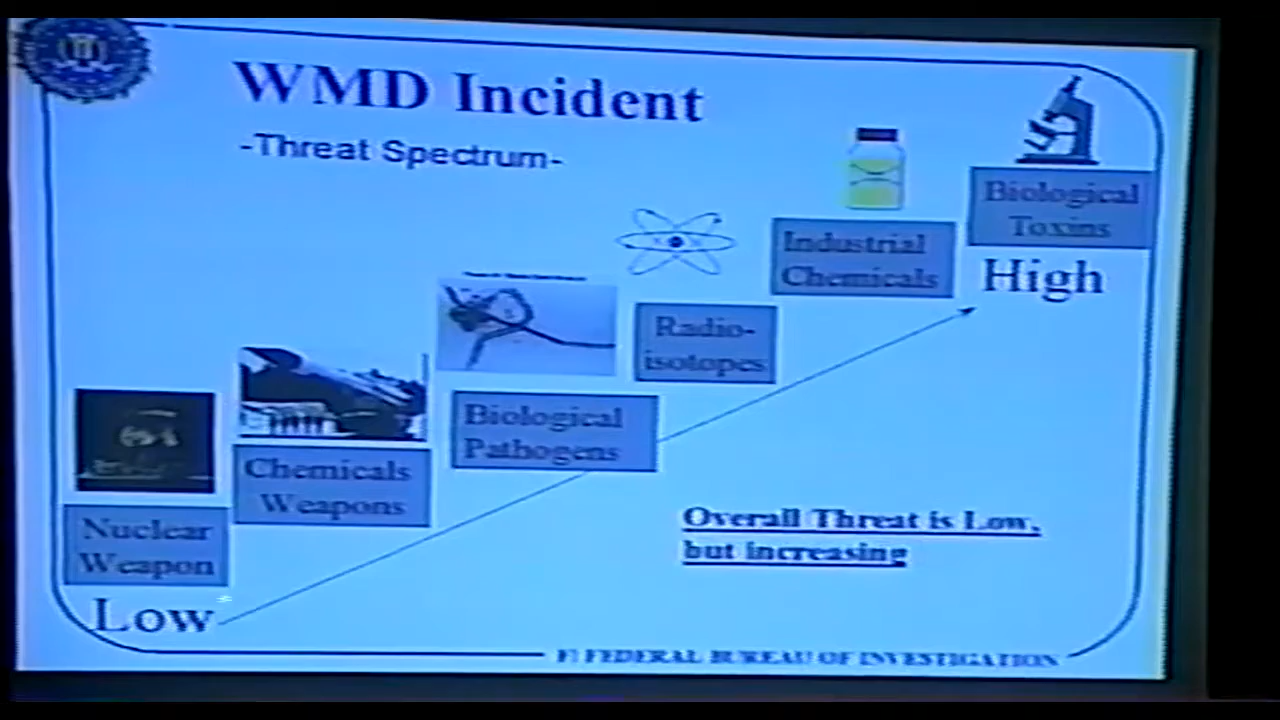 WMD Incident
-Threat Spectrum-
Biological
Toxins
High
Industrial
Chemicals
Radio-
isotopes
Biological
Pathogens
Chemicals
Weapons
Nuclear
Weapon
Low
Overall Threat is Low,
but increasing
FEDERAL BUREAU OF INVESTIGATION